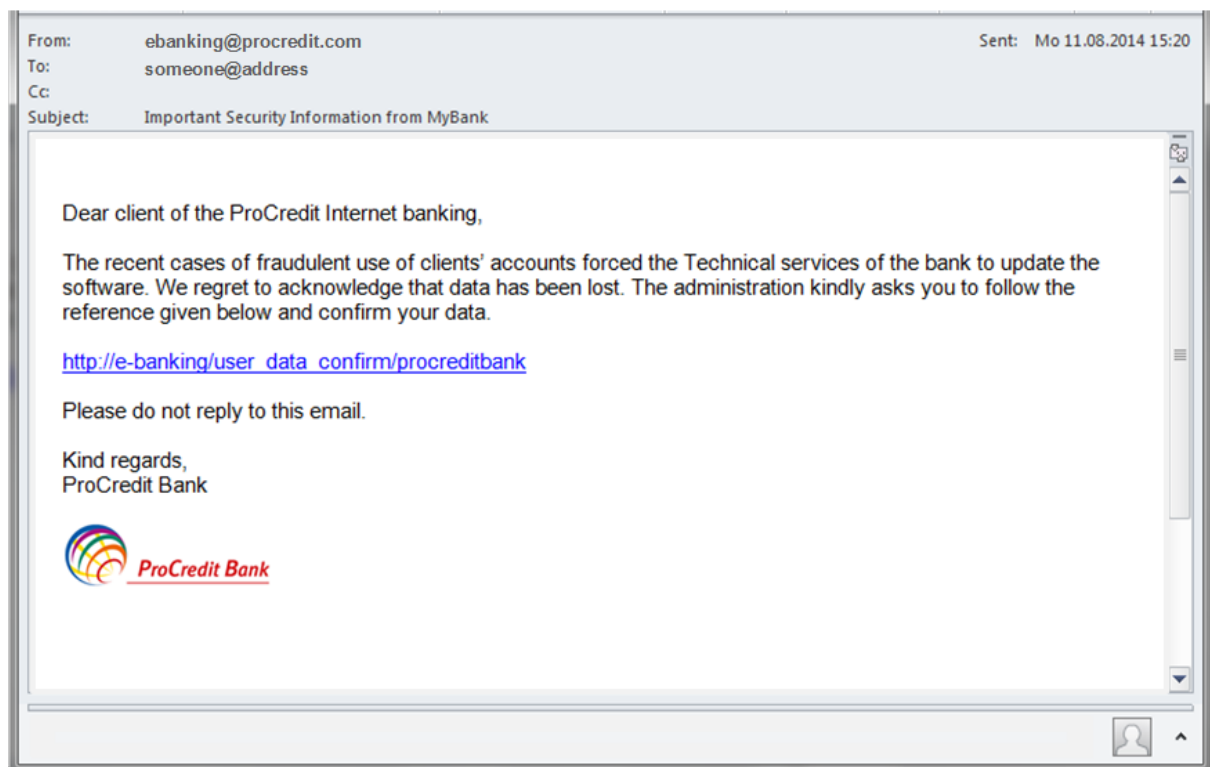 From: ebanking@procredit.com Sent: Mo 11.08.2014 15:20
To: someone@address
Cc:
Subject: Important Security Information from MyBank
Dear client of the ProCredit Internet banking,
The recent cases of fraudulent use of clients’ accounts forced the Technical services of the bank to update the
software. We regret to acknowledge that data has been lost. The administration kindly asks you to follow the
reference given below and confirm your data.
http://e-banking/user_data_confirm/procreditbank
Please do not reply to this email.
Kind regards,
ProCredit Bank
ProCredit Bank